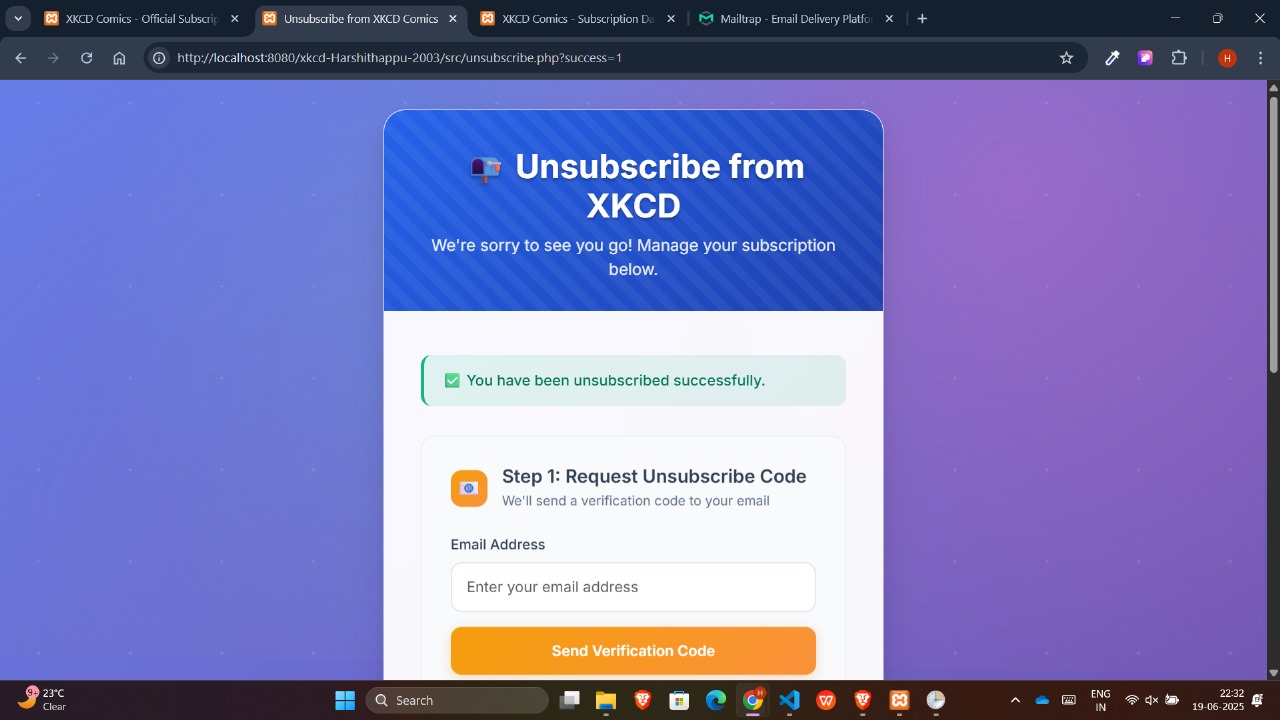 XKCD Comics - Official Subscrip
Unsubscribe from XKCD Comics
XKCD Comics - Subscription Da
Mailtrap - Email Delivery Platfo
http://localhost:8080/xkcd-Harshithappu-2003/src/unsubscribe.php?success=1
H
Unsubscribe from
XKCD
We're sorry to see you go! Manage your subscription
below.
You have been unsubscribed successfully.
Step 1: Request Unsubscribe Code
We'll send a verification code to your email
Email Address
Enter your email address
Send Verification Code
9+
23°C
Clear
Search
H
ENG
IN
22:32
19-06-2025